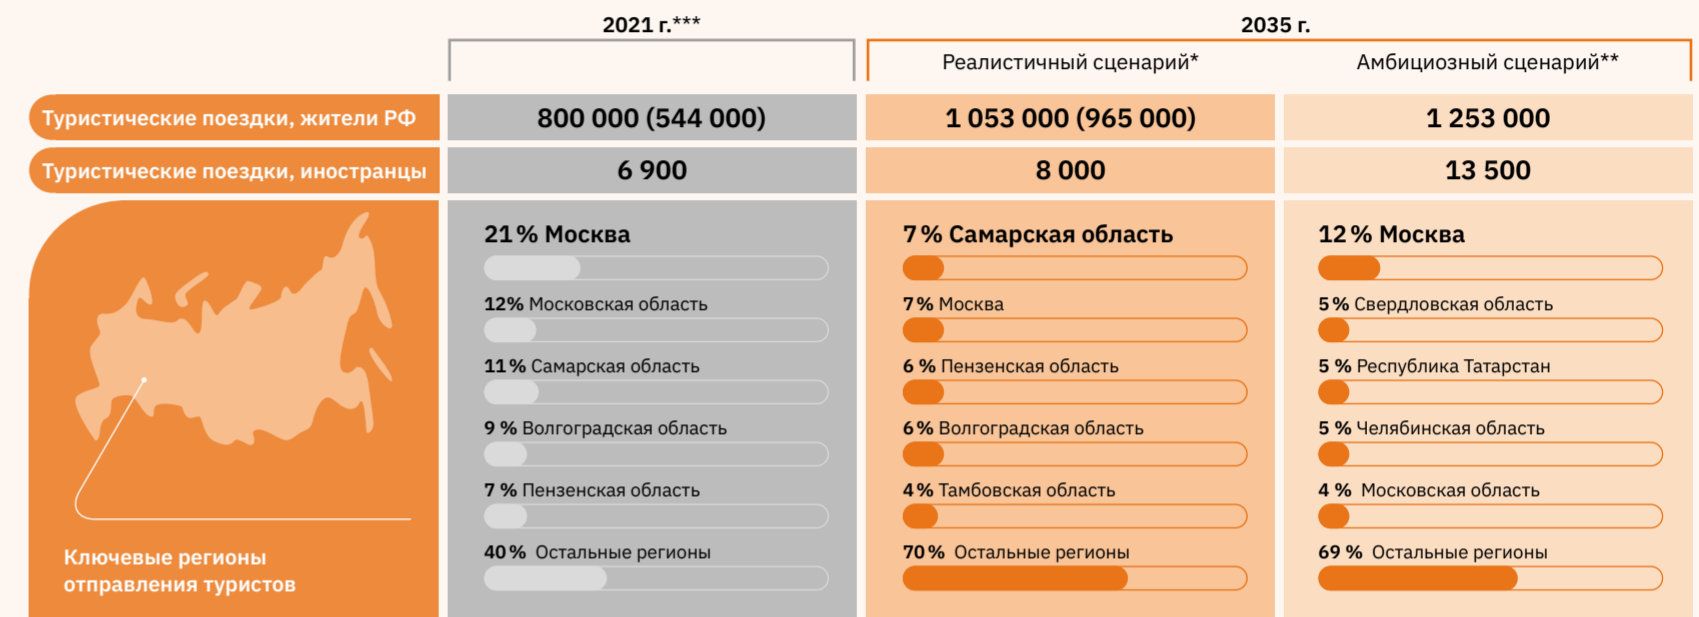 2021 г.***
2035 г.
Реалистичный сценарий*
Амбициозный сценарий**
Туристические поездки, жители РФ
800 000 (544 000)
1 053 000 (965 000)
1 253 000
Туристические поездки, иностранцы
6 900
8 000
13 500
Ключевые регионы
отправления туристов
21 % Москва
12% Московская область
11 % Самарская область
9 % Волгоградская область
7 % Пензенская область
40 % Остальные регионы
7 % Самарская область
7 % Москва
6 % Пензенская область
6 % Волгоградская область
4 % Тамбовская область
70 % Остальные регионы
12 % Москва
5 % Свердловская область
5 % Республика Татарстан
5 % Челябинская область
4 % Московская область
69 % Остальные регионы